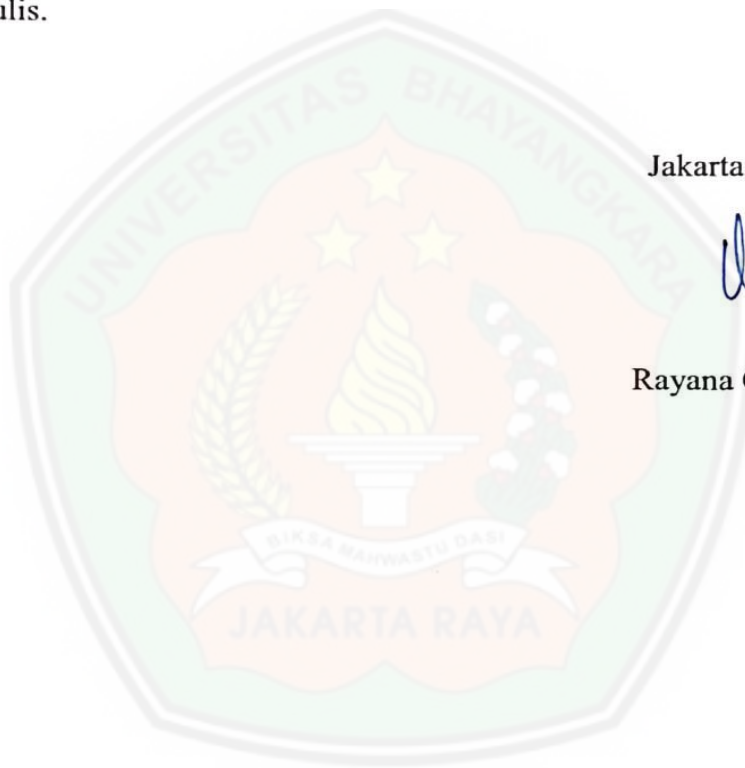 ulis.
UNIVERSITAS BHAYANGKARA
Jakarta
Rayana
BIKSA MAHWASTU DASI
JAKARTA RAYA